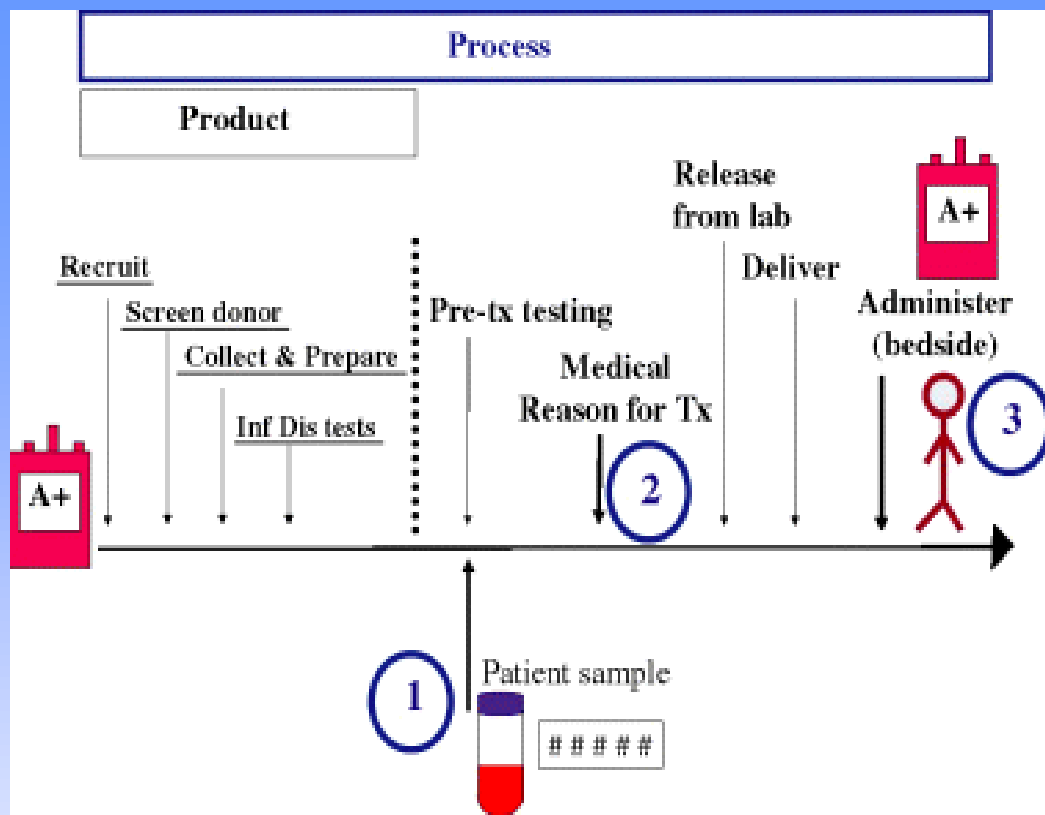 Process
Product
Release
from lab
A+
Recruit
Deliver
Screen donor
Pre-tx testing
Administer
(bedside)
Collect & Prepare
Medical
Reason for Tx
Inf Dis tests
3
A+
2
1
Patient sample
# # # # #